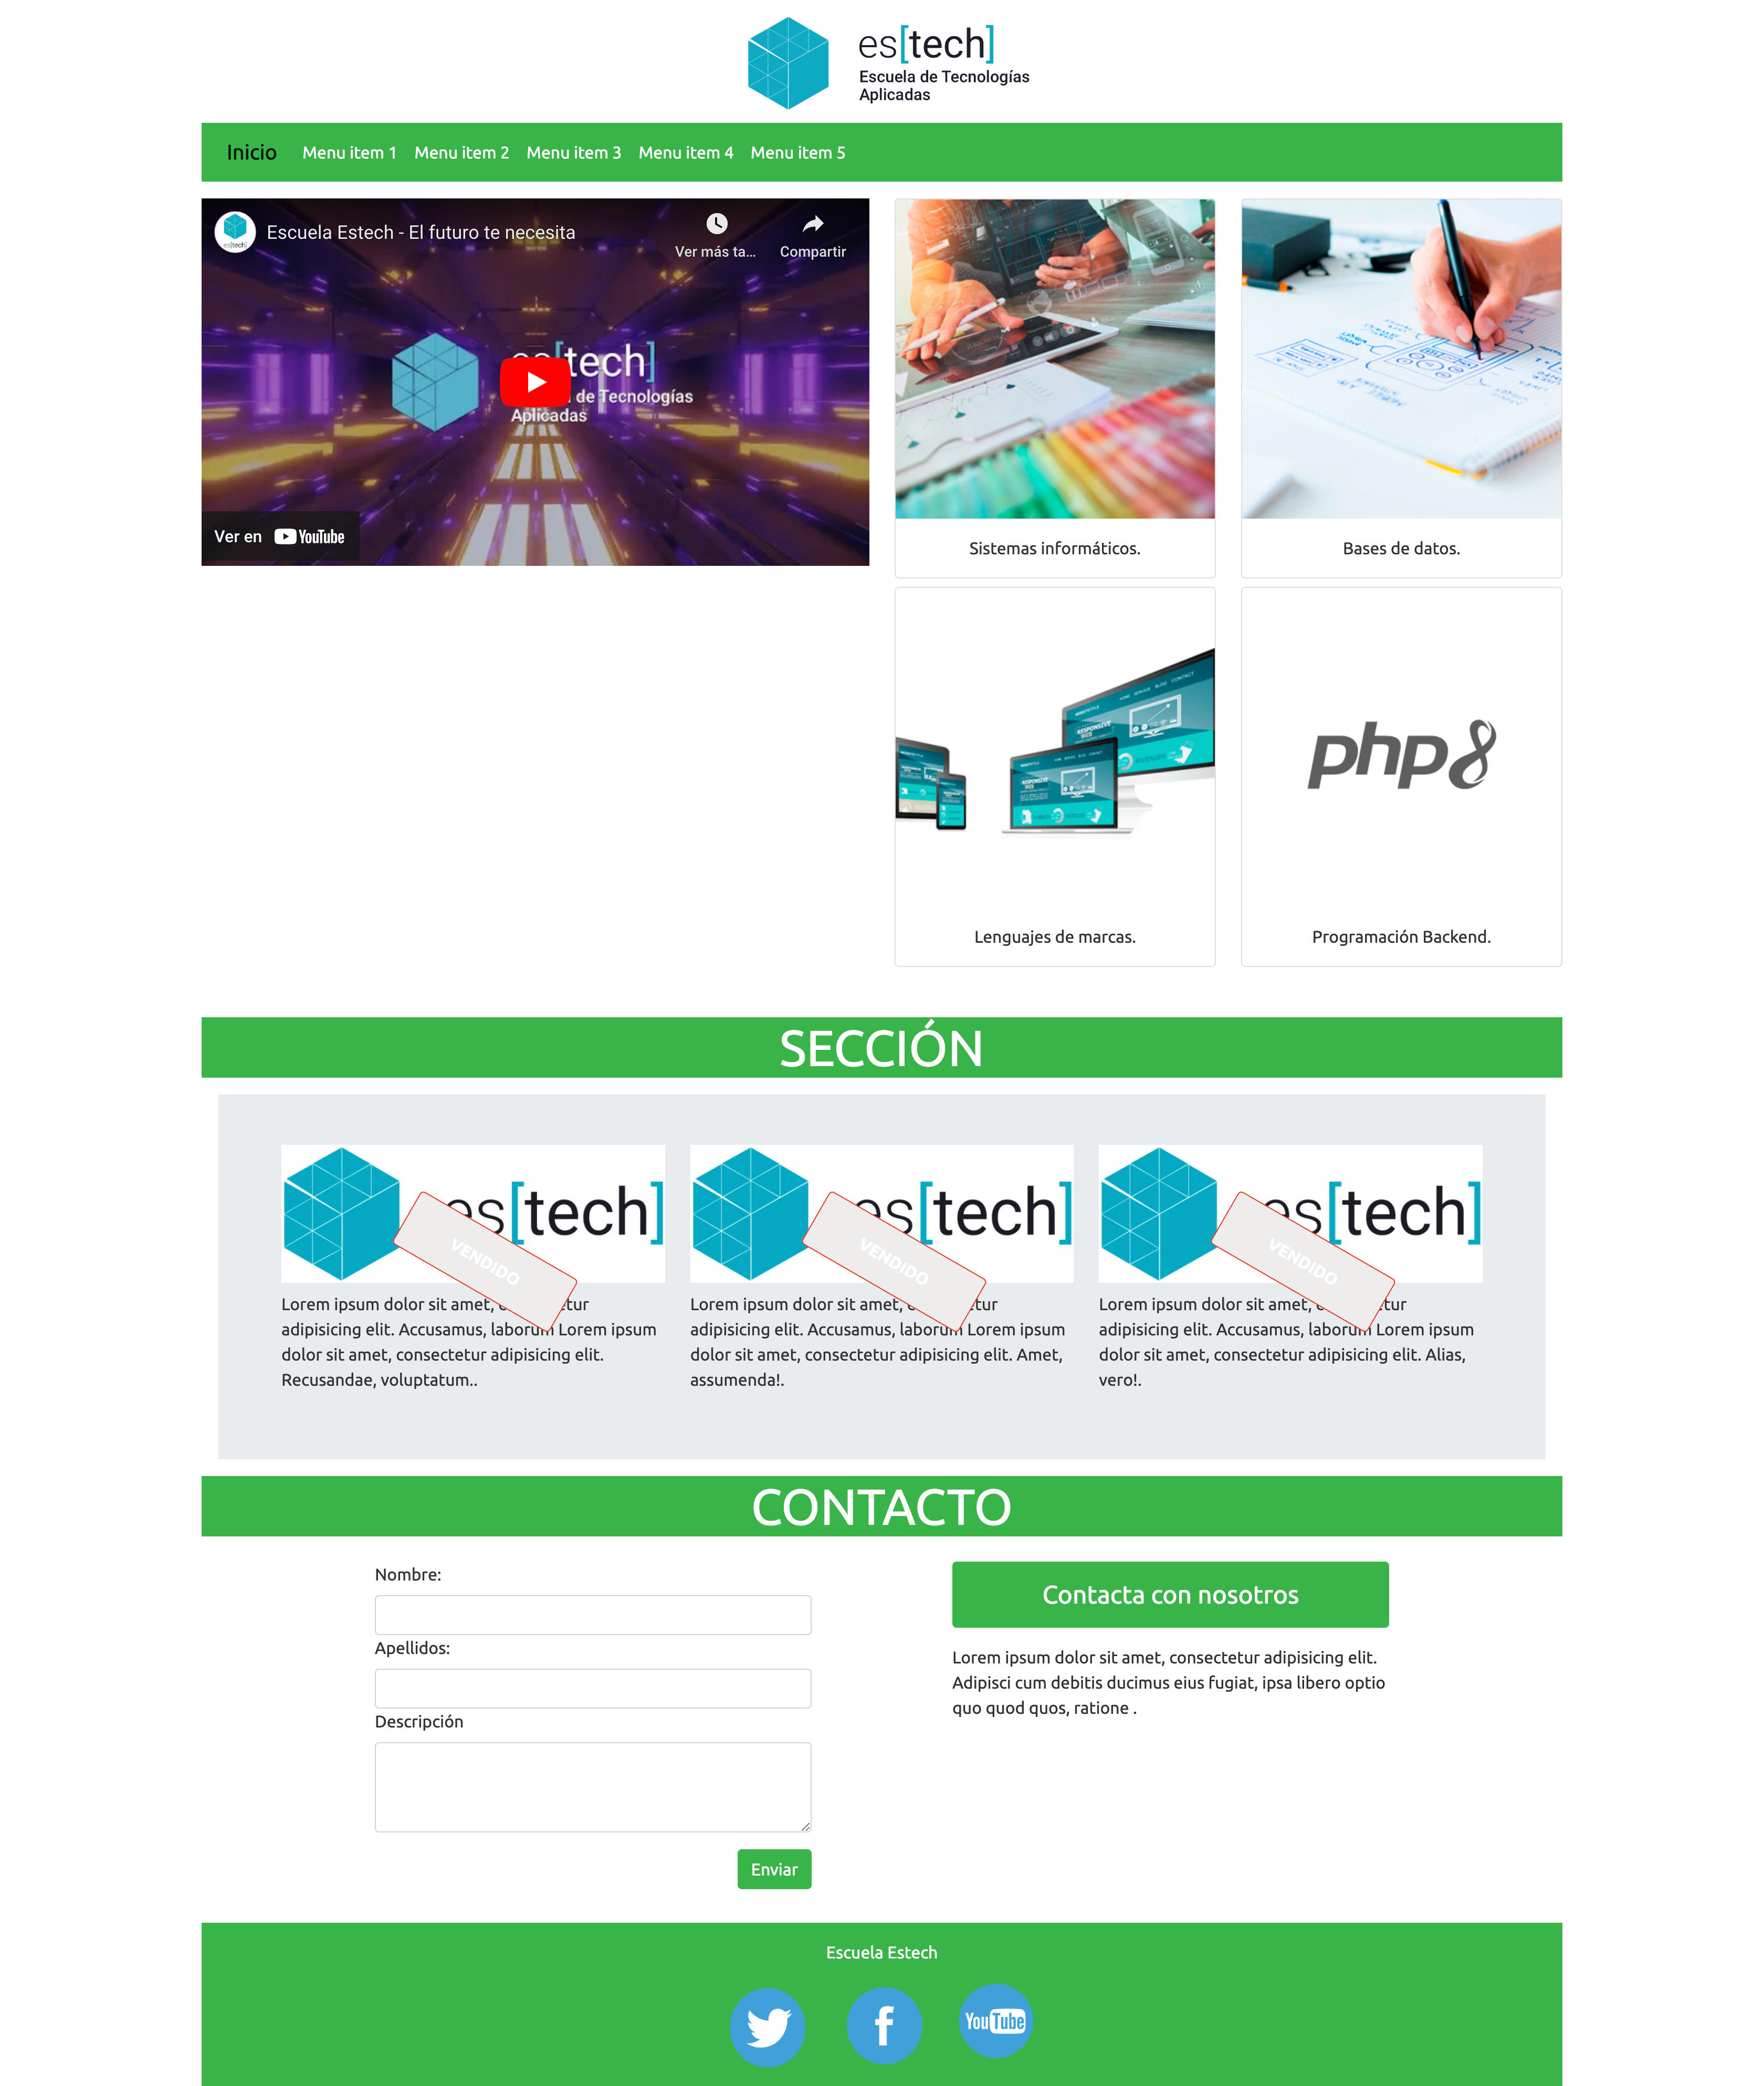 es[tech]
Escuela de Tecnologías
Aplicadas
Inicio Menu item 1 Menu item 2 Menu item 3 Menu item 4 Menu item 5
es[tech]
Escuela Estech - El futuro te necesita
Ver más ta...
Compartir
tech]
de Tecnologías
Aplicadas
Ver en YouTube
Sistemas informáticos.
Bases de datos.
RESPONSIVE
WEB
HOME SERVICE BLOG CONTACT
Lenguajes de marcas.
php8
Programación Backend.
SECCIÓN
es[tech]
VENDIDO
Lorem ipsum dolor sit amet, tur
adipisicing elit. Accusamus, laborum Lorem ipsum
dolor sit amet, consectetur adipisicing elit.
Recusandae, voluptatum..
es[tech]
VENDIDO
Lorem ipsum dolor sit amet, tur
adipisicing elit. Accusamus, laborum Lorem ipsum
dolor sit amet, consectetur adipisicing elit. Amet,
assumenda!.
es[tech]
VENDIDO
Lorem ipsum dolor sit amet, tur
adipisicing elit. Accusamus, laborum Lorem ipsum
dolor sit amet, consectetur adipisicing elit. Alias,
vero!.
CONTACTO
Nombre:
Apellidos:
Descripción
Enviar
Contacta con nosotros
Lorem ipsum dolor sit amet, consectetur adipisicing elit.
Adipisci cum debitis ducimus eius fugiat, ipsa libero optio
quo quod quos, ratione .
Escuela Estech
f
YouTube